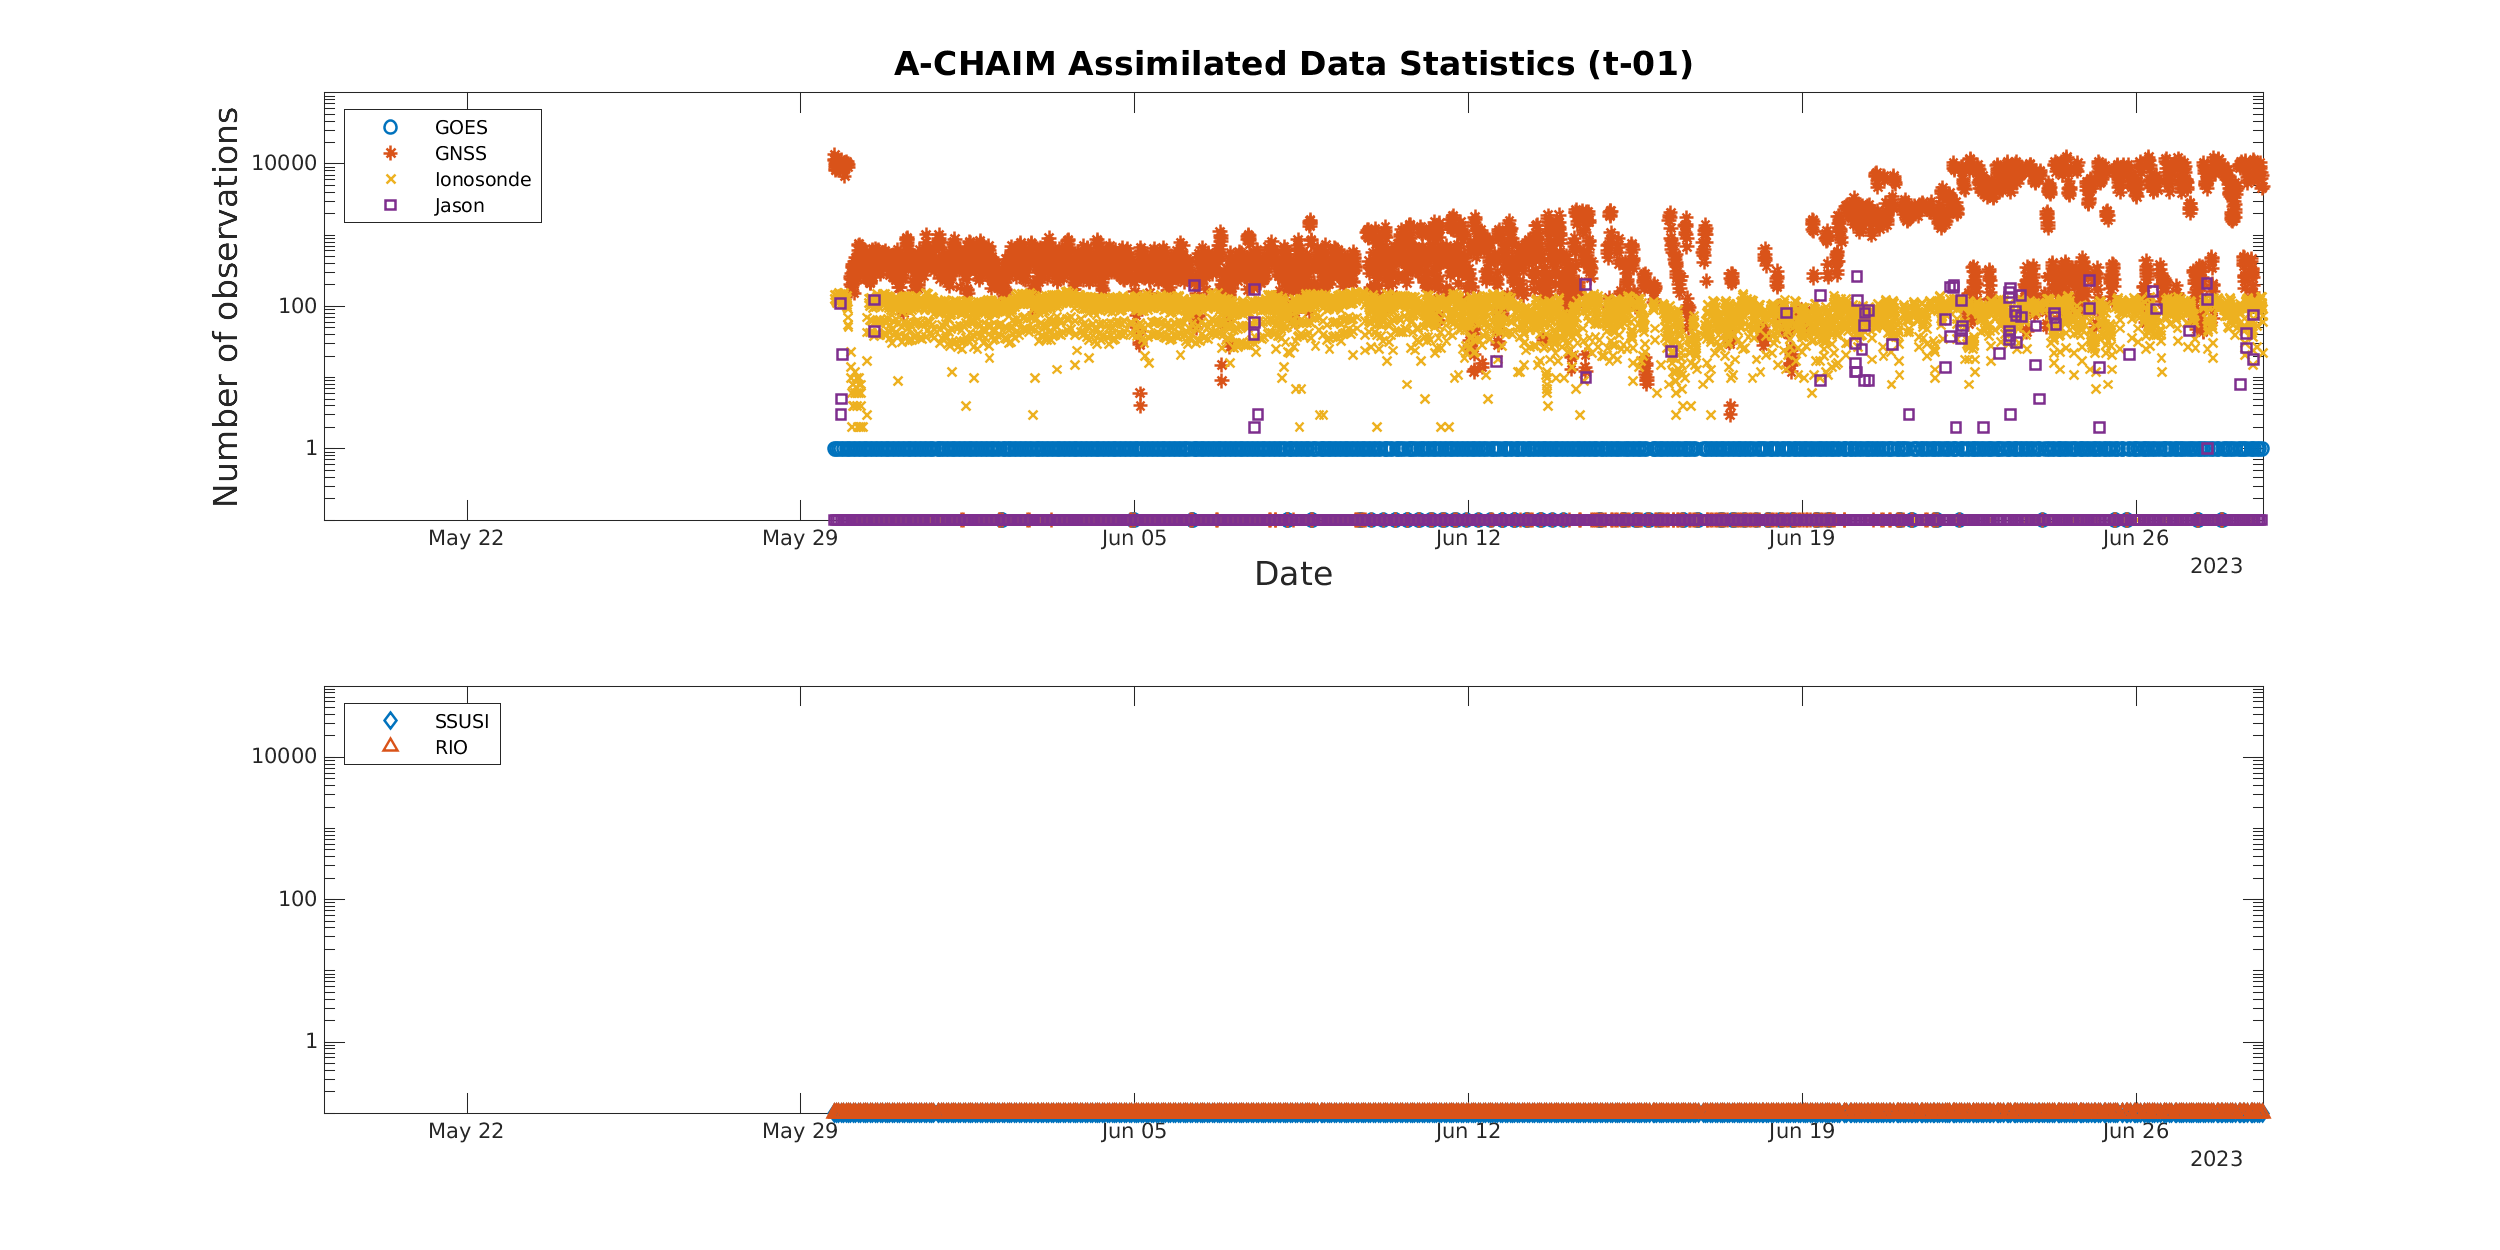 A-CHAIM Assimilated Data Statistics (t-01)
Number of observations
10000
100
1
GOES
GNSS
Ionosonde
Jason
May 22
May 29
Jun 05
Jun 12
Jun 19
Jun 26
2023
Date
10000
100
1
SSUSI
RIO
May 22
May 29
Jun 05
Jun 12
Jun 19
Jun 26
2023